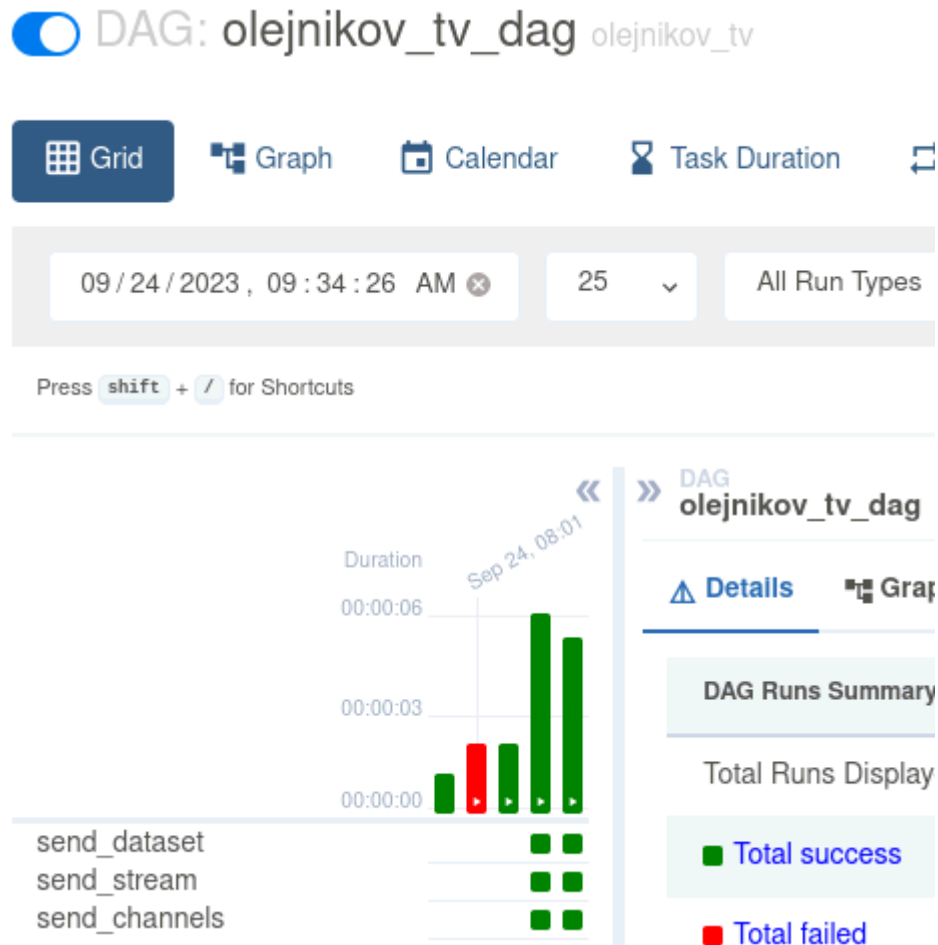 DAG: olejnikov_tv_dag olejnikov_tv
Grid Graph Calendar Task Duration
09/24/2023, 09:34:26 AM 25 All Run Types
Press shift + / for Shortcuts
DAG
olejnikov_tv_dag
Sep 24, 08:01
Duration
00:00:06
00:00:03
00:00:00
send_dataset
send_stream
send_channels
Details Grap
DAG Runs Summary
Total Runs Display
Total success
Total failed